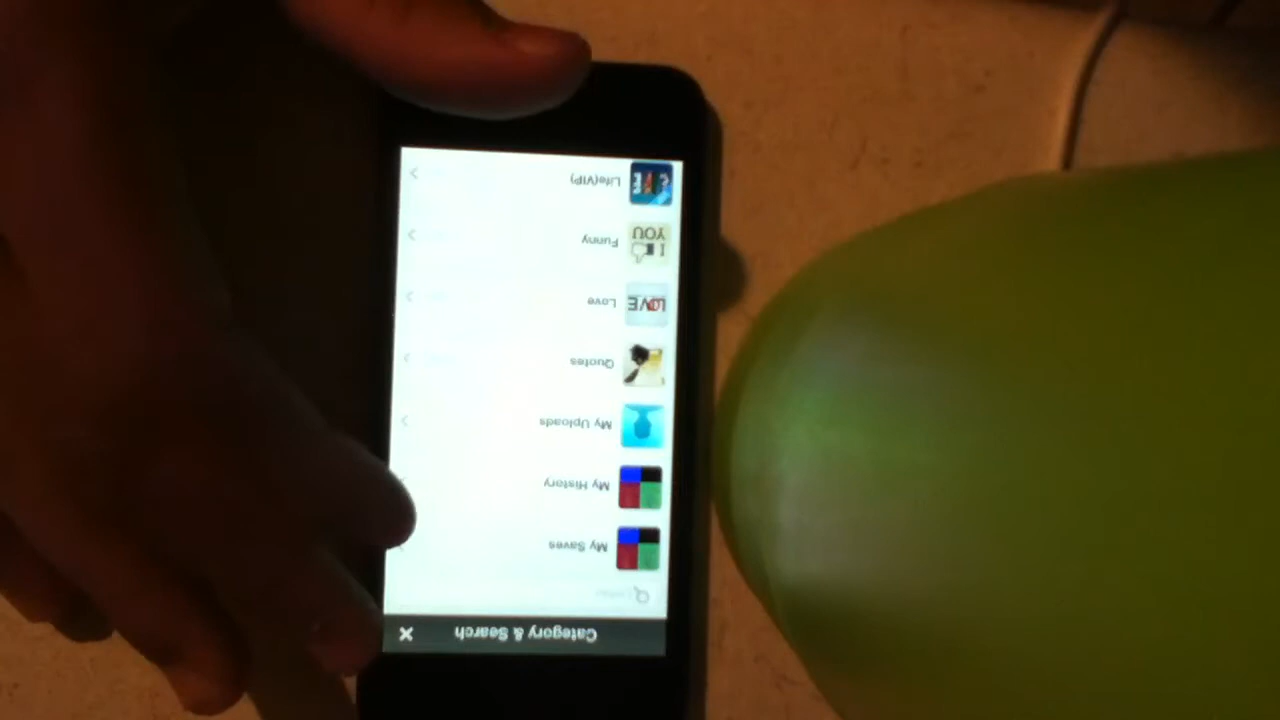 Category & Search
My Saves
My History
My Uploads
Quotes
Love
LOVE
Funny
I
YOU
Life(VIP)